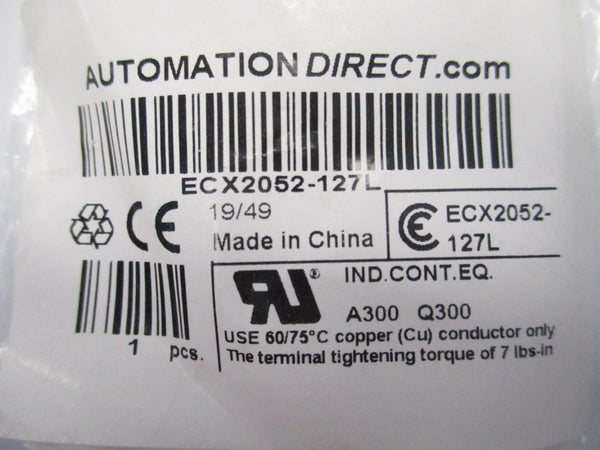 AUTOMATION DIRECT.com
ECX2052-127L
19/49
Made in China
ECX2052-
127L
IND.CONT.EQ.
A300 Q300
USE 60/75°C copper (Cu) conductor only
The terminal tightening torque of 7 lbs-in
1 pcs.